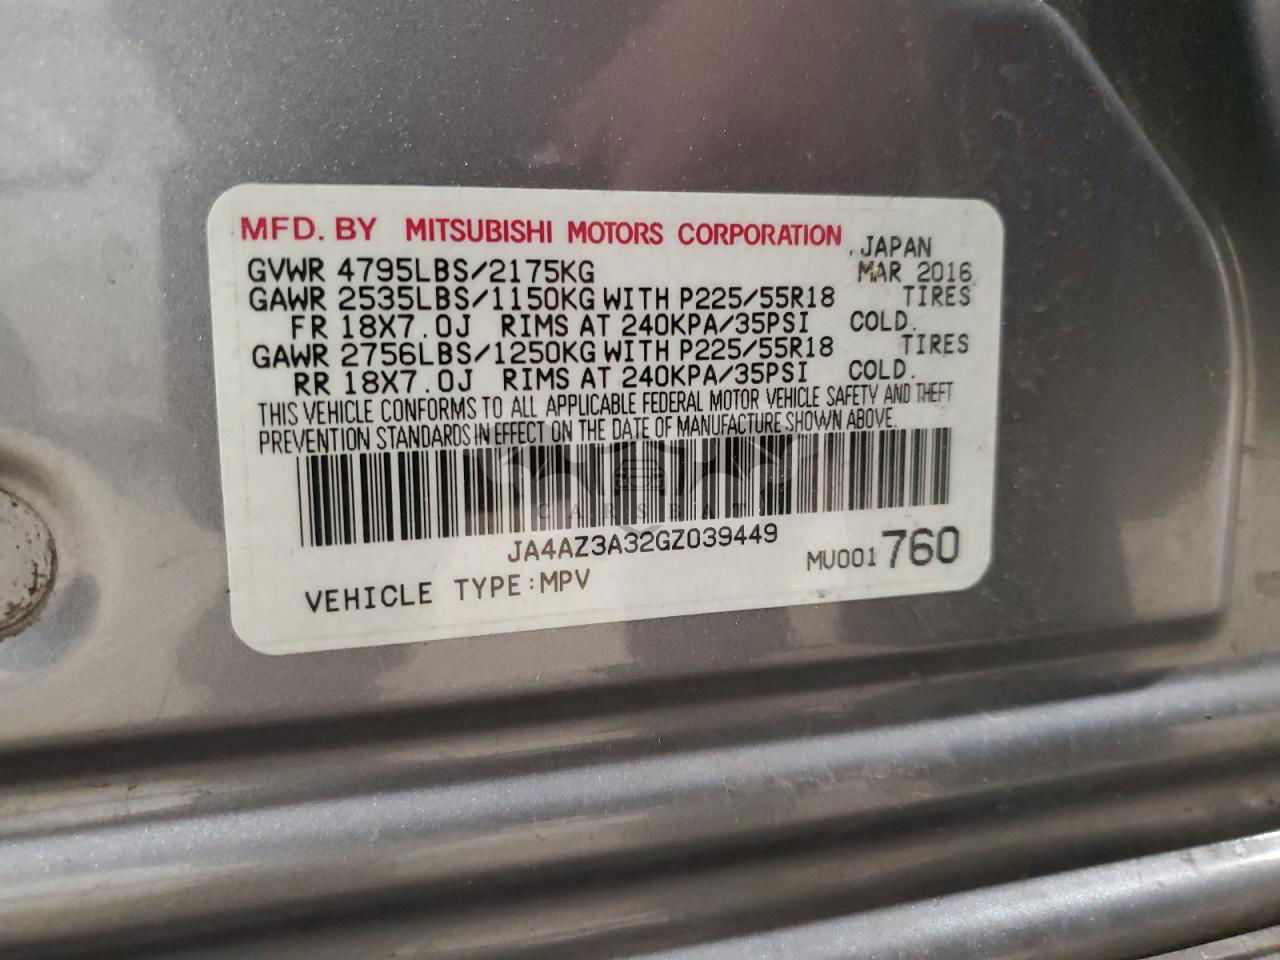 MFD. BY MITSUBISHI MOTORS CORPORATION
JAPAN
GVWR 4795LBS/2175KG MAR 2016
GAWR 2535LBS/1150KG WITH P225/55R18 TIRES
FR 18X7.0J RIMS AT 240KPA/35PSI COLD.
GAWR 2756LBS/1250KG WITH P225/55R18 TIRES
RR 18X7.0J RIMS AT 240KPA/35PSI COLD.
THIS VEHICLE CONFORMS TO ALL APPLICABLE FEDERAL MOTOR VEHICLE SAFETY AND THEFT
PREVENTION STANDARDS IN EFFECT ON THE DATE OF MANUFACTURE SHOWN ABOVE.
CARSBAT
JA4AZ3A32GZ039449
MU001760
VEHICLE TYPE:MPV